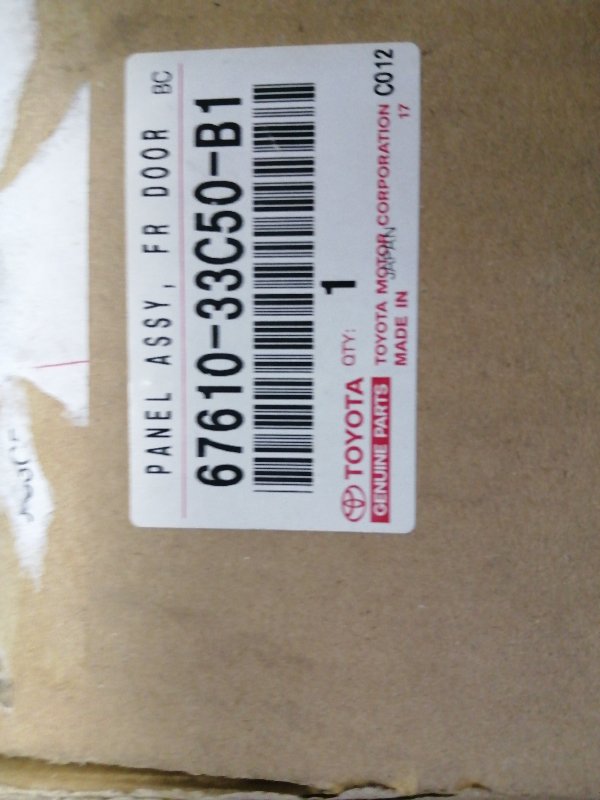 PANEL ASSY, FR DOOR BC
67610-33C50-B1
TOYOTA QTY: 1
GENUINE PARTS
TOYOTA MOTOR CORPORATION C012
MADE IN JAPAN 17